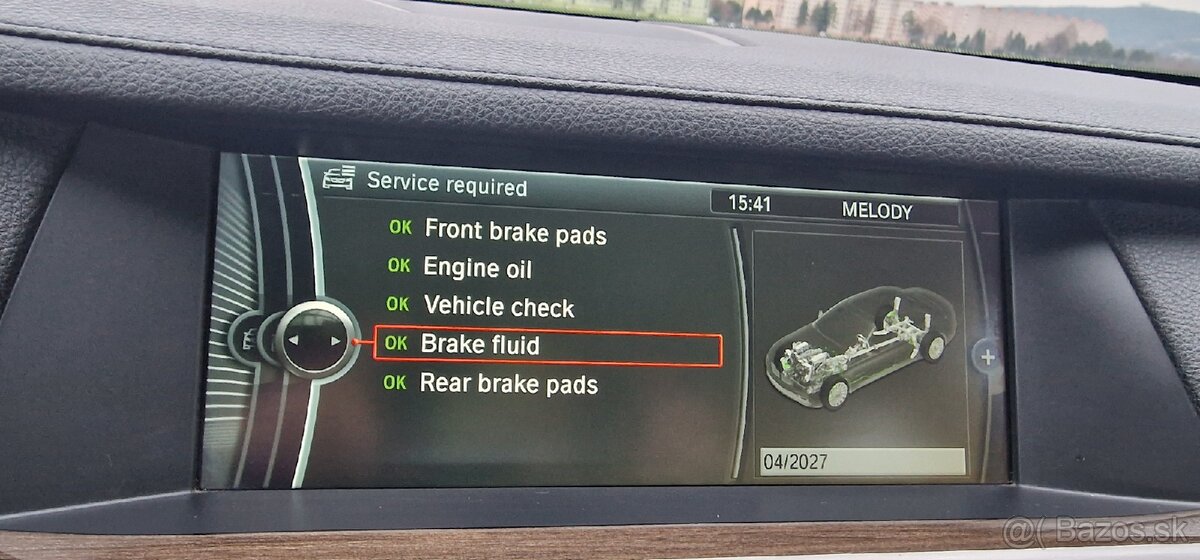 Service required
15:41
MELODY
OK Front brake pads
OK Engine oil
OK Vehicle check
OK Brake fluid
OK Rear brake pads
04/2027
@( Bazos.sk